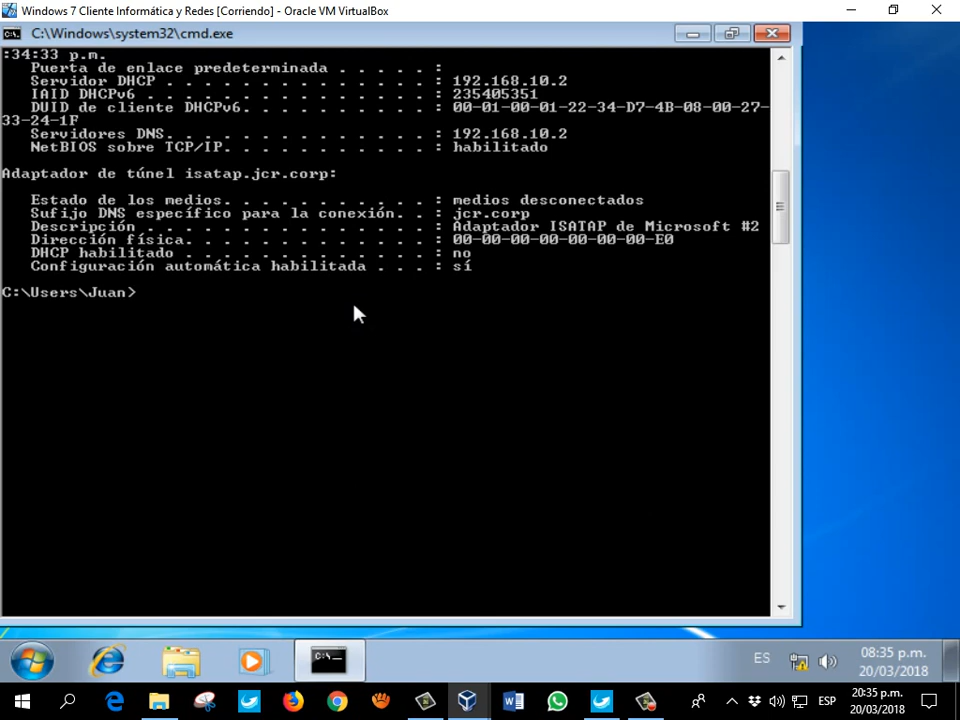 Windows 7 Cliente Informática y Redes [Corriendo] - Oracle VM VirtualBox
C:\Windows\system32\cmd.exe
:34:33 p.m.
Puerta de enlace predeterminada . . . . . :
Servidor DHCP . . . . . . . . . . . . . . : 192.168.10.2
IAID DHCPv6 . . . . . . . . . . . . . . . : 235405351
DUID de cliente DHCPv6. . . . . . . . . . : 00-01-00-01-22-34-D7-4B-08-00-27-
33-24-1F
Servidores DNS. . . . . . . . . . . . . . : 192.168.10.2
NetBIOS sobre TCP/IP. . . . . . . . . . . : habilitado
Adaptador de túnel isatap.jcr.corp:
Estado de los medios. . . . . . . . . . . : medios desconectados
Sufijo DNS específico para la conexión. . : jcr.corp
Descripción . . . . . . . . . . . . . . . : Adaptador ISATAP de Microsoft #2
Dirección física. . . . . . . . . . . . . : 00-00-00-00-00-00-00-E0
DHCP habilitado . . . . . . . . . . . . . : no
Configuración automática habilitada . . . : sí
C:\Users\Juan>
C:\_
ES
08:35 p.m.
20/03/2018
ESP
20:35 p.m.
20/03/2018